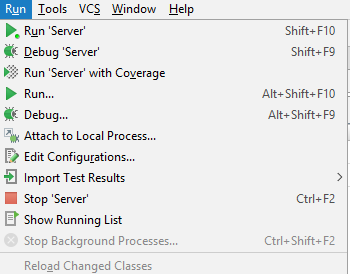 Run Tools VCS Window Help
Run 'Server' Shift+F10
Debug 'Server' Shift+F9
Run 'Server' with Coverage
Run... Alt+Shift+F10
Debug... Alt+Shift+F9
Attach to Local Process...
Edit Configurations...
Import Test Results
Stop 'Server' Ctrl+F2
Show Running List
Stop Background Processes... Ctrl+Shift+F2
Reload Changed Classes